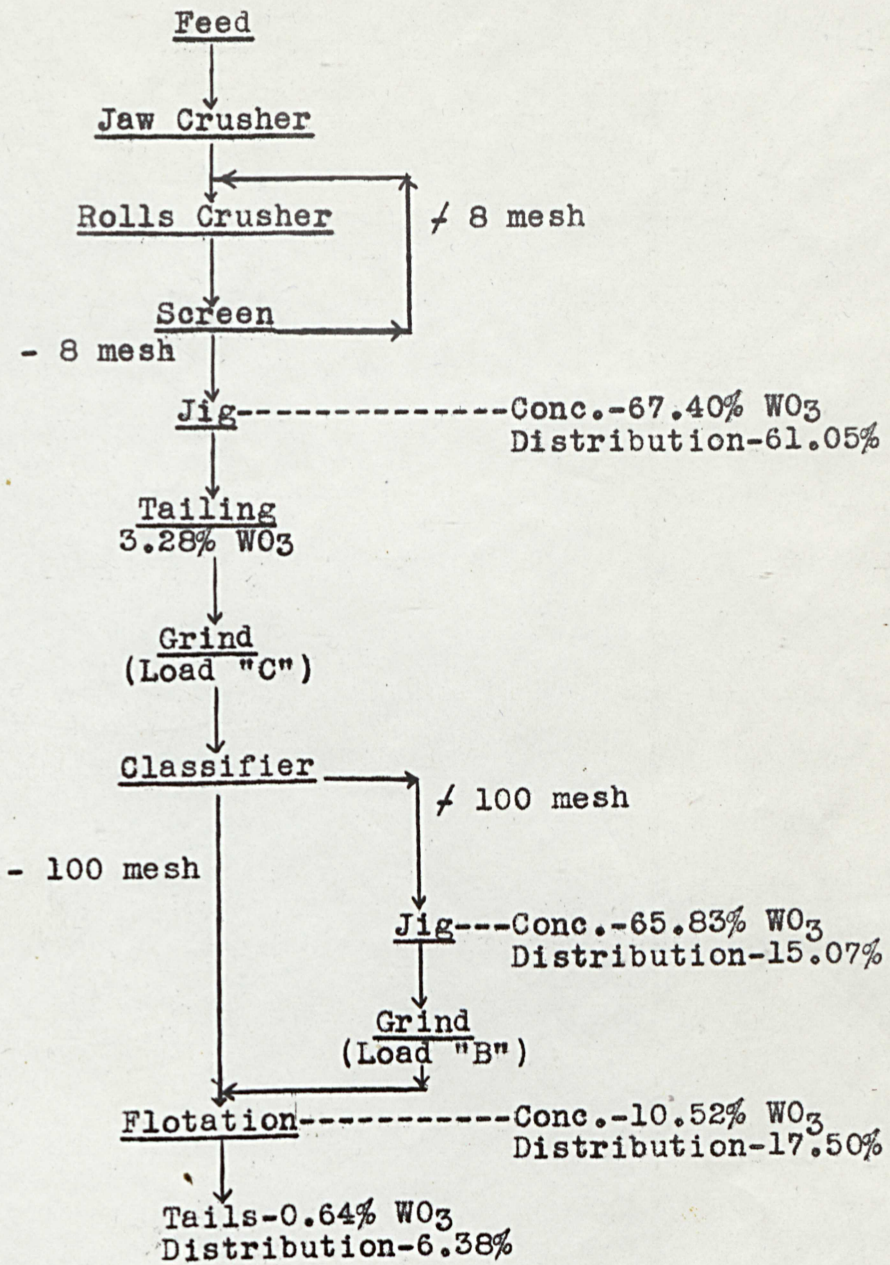 Feed
Jaw Crusher
Rolls Crusher
⌿ 8 mesh
Screen
- 8 mesh
Jig--------------Conc.-67.40% WO3
Distribution-61.05%
Tailing
3.28% WO3
Grind
(Load "C")
Classifier
⌿ 100 mesh
- 100 mesh
Jig---Conc.-65.83% WO3
Distribution-15.07%
Grind
(Load "B")
Flotation-----------Conc.-10.52% WO3
Distribution-17.50%
Tails-0.64% WO3
Distribution-6.38%